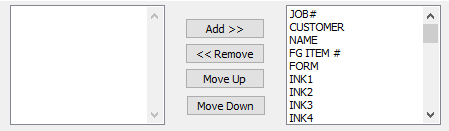 Add >>
<< Remove
Move Up
Move Down
JOB#
CUSTOMER
NAME
FG ITEM #
FORM
INK1
INK2
INK3
INK4